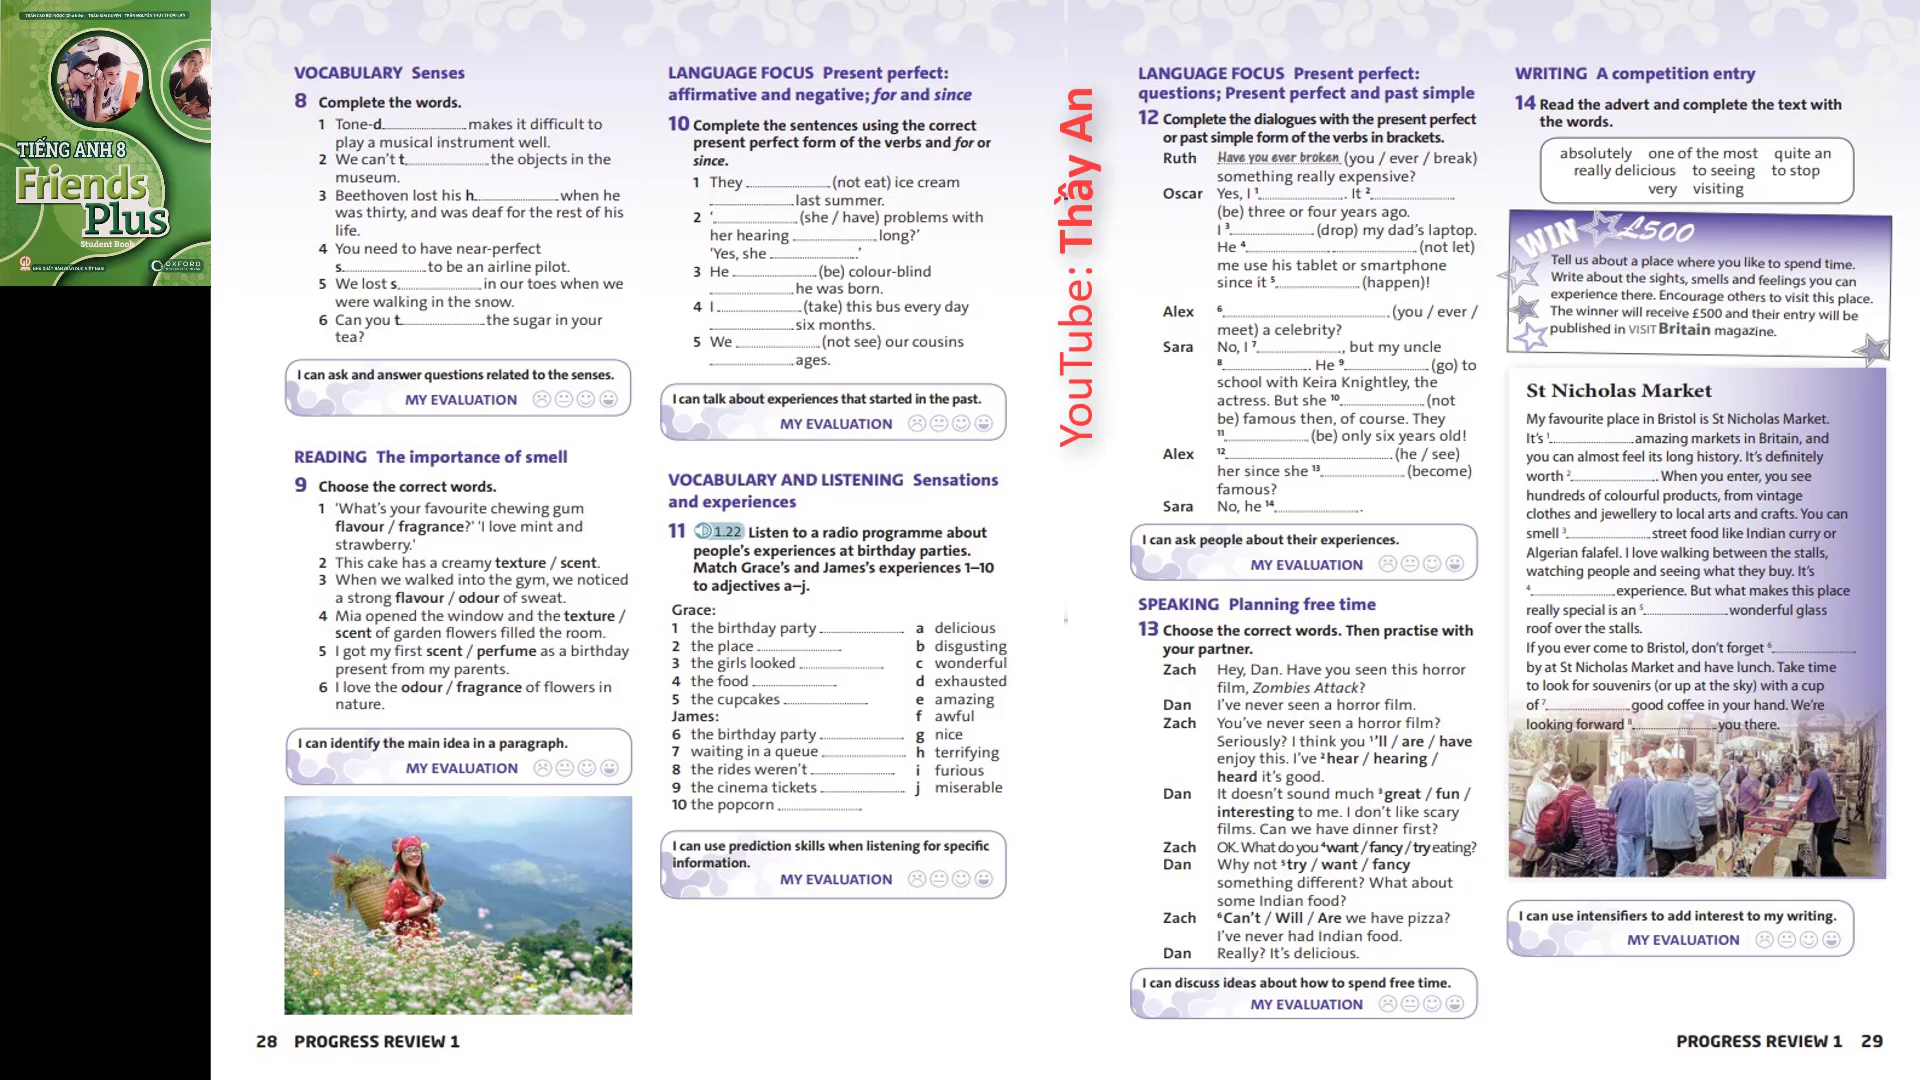 TRẦN CAO BỘI NGỌC (Chủ biên) - TRẦN KIM DUYÊN - TRẦN NGUYỄN THUỴ THUỲ LAN
TIẾNG ANH 8
Friends
Plus
Student Book
NHÀ XUẤT BẢN GIÁO DỤC VIỆT NAM
OXFORD
VOCABULARY Senses
8 Complete the words.
1 Tone-d............ makes it difficult to
play a musical instrument well.
2 We can't t............ the objects in the
museum.
3 Beethoven lost his h............ when he
was thirty, and was deaf for the rest of his
life.
4 You need to have near-perfect
s............ to be an airline pilot.
5 We lost s............ in our toes when we
were walking in the snow.
6 Can you t............ the sugar in your
tea?
I can ask and answer questions related to the senses.
MY EVALUATION
READING The importance of smell
9 Choose the correct words.
1 'What's your favourite chewing gum
flavour / fragrance?' 'I love mint and
strawberry.'
2 This cake has a creamy texture / scent.
3 When we walked into the gym, we noticed
a strong flavour / odour of sweat.
4 Mia opened the window and the texture /
scent of garden flowers filled the room.
5 I got my first scent / perfume as a birthday
present from my parents.
6 I love the odour / fragrance of flowers in
nature.
I can identify the main idea in a paragraph.
MY EVALUATION
28 PROGRESS REVIEW 1
LANGUAGE FOCUS Present perfect:
affirmative and negative; for and since
10 Complete the sentences using the correct
present perfect form of the verbs and for or
since.
1 They ............ (not eat) ice cream
............ last summer.
2 '............ (she / have) problems with
her hearing ............ long?'
'Yes, she .............'
3 He ............ (be) colour-blind
............ he was born.
4 I ............ (take) this bus every day
............ six months.
5 We ............ (not see) our cousins
............ ages.
I can talk about experiences that started in the past.
MY EVALUATION
VOCABULARY AND LISTENING Sensations
and experiences
11 1.22 Listen to a radio programme about
people's experiences at birthday parties.
Match Grace's and James's experiences 1–10
to adjectives a–j.
Grace:
1 the birthday party ............ a delicious
2 the place ............ b disgusting
3 the girls looked ............ c wonderful
4 the food ............ d exhausted
5 the cupcakes ............ e amazing
James: f awful
6 the birthday party ............ g nice
7 waiting in a queue ............ h terrifying
8 the rides weren't ............ i furious
9 the cinema tickets ............ j miserable
10 the popcorn ............
I can use prediction skills when listening for specific
information.
MY EVALUATION
YouTube: Thầy An
LANGUAGE FOCUS Present perfect:
questions; Present perfect and past simple
12 Complete the dialogues with the present perfect
or past simple form of the verbs in brackets.
Ruth Have you ever broken (you / ever / break)
something really expensive?
Oscar Yes, I 1............. It 2............
(be) three or four years ago.
I 3............ (drop) my dad's laptop.
He 4............ ............ (not let)
me use his tablet or smartphone
since it 5............ (happen)!
Alex 6............ (you / ever /
meet) a celebrity?
Sara No, I 7............, but my uncle
8............. He 9............ (go) to
school with Keira Knightley, the
actress. But she 10............ (not
be) famous then, of course. They
11............ (be) only six years old!
Alex 12............ (he / see)
her since she 13............ (become)
famous?
Sara No, he 14.............
I can ask people about their experiences.
MY EVALUATION
SPEAKING Planning free time
13 Choose the correct words. Then practise with
your partner.
Zach Hey, Dan. Have you seen this horror
film, Zombies Attack?
Dan I've never seen a horror film.
Zach You've never seen a horror film?
Seriously? I think you 1'll / are / have
enjoy this. I've 2hear / hearing /
heard it's good.
Dan It doesn't sound much 3great / fun /
interesting to me. I don't like scary
films. Can we have dinner first?
Zach OK. What do you 4want / fancy / try eating?
Dan Why not 5try / want / fancy
something different? What about
some Indian food?
Zach 6Can't / Will / Are we have pizza?
I've never had Indian food.
Dan Really? It's delicious.
I can discuss ideas about how to spend free time.
MY EVALUATION
WRITING A competition entry
14 Read the advert and complete the text with
the words.
absolutely one of the most quite an
really delicious to seeing to stop
very visiting
WIN £500
Tell us about a place where you like to spend time.
Write about the sights, smells and feelings you can
experience there. Encourage others to visit this place.
The winner will receive £500 and their entry will be
published in VISIT Britain magazine.
St Nicholas Market
My favourite place in Bristol is St Nicholas Market.
It's 1............ amazing markets in Britain, and
you can almost feel its long history. It's definitely
worth 2............. When you enter, you see
hundreds of colourful products, from vintage
clothes and jewellery to local arts and crafts. You can
smell 3............ street food like Indian curry or
Algerian falafel. I love walking between the stalls,
watching people and seeing what they buy. It's
4............ experience. But what makes this place
really special is an 5............ wonderful glass
roof over the stalls.
If you ever come to Bristol, don't forget 6............
by at St Nicholas Market and have lunch. Take time
to look for souvenirs (or up at the sky) with a cup
of 7............ good coffee in your hand. We're
looking forward 8............ you there.
I can use intensifiers to add interest to my writing.
MY EVALUATION
PROGRESS REVIEW 1 29